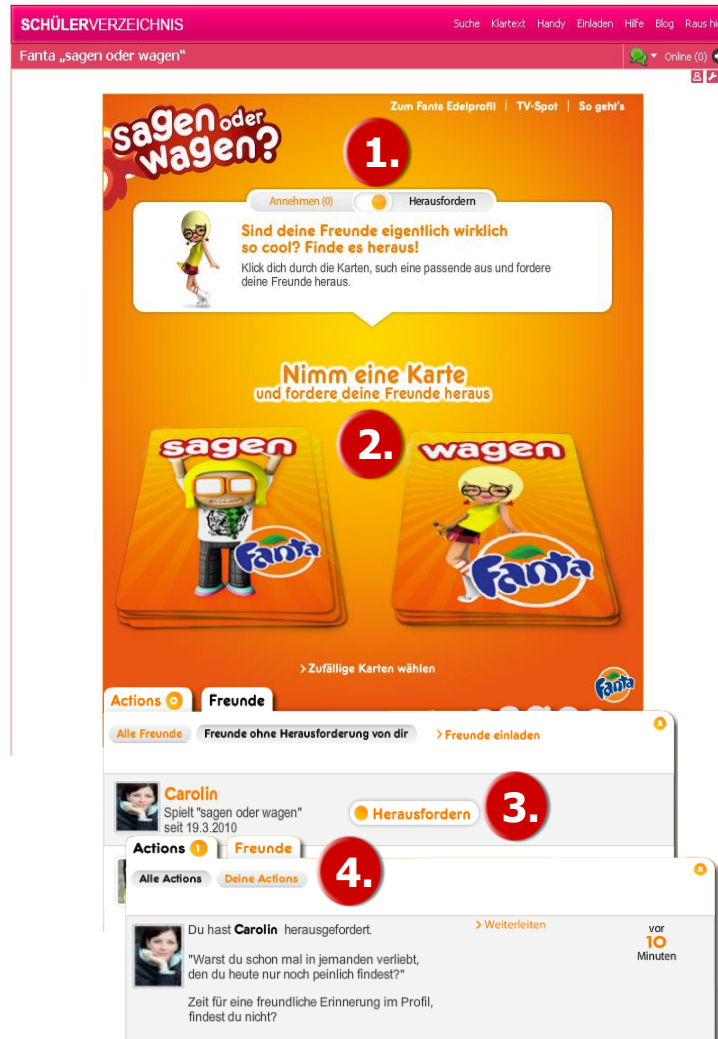 SCHÜLERVERZEICHNIS
Suche Klartext Handy Einladen Hilfe Blog Raus
Fanta „sagen oder wagen“
Online (0)
sagen oder
wagen?
Zum Fanta Edelprofil | TV-Spot | So geht's
1.
Annehmen (0)
Herausfordern
Sind deine Freunde eigentlich wirklich
so cool? Finde es heraus!
Klick dich durch die Karten, such eine passende aus und fordere
deine Freunde heraus.
Nimm eine Karte
und fordere deine Freunde heraus
2.
sagen
Fanta
wagen
Fanta
>Zufällige Karten wählen
Fanta
Actions 0
Freunde
Alle Freunde
Freunde ohne Herausforderung von dir
>Freunde einladen
Carolin
Spielt "sagen oder wagen"
seit 19.3.2010
Herausfordern
3.
Actions 1
Freunde
Alle Actions
Deine Actions
4.
Du hast Carolin herausgefordert.
>Weiterleiten
vor
10
Minuten
"Warst du schon mal in jemanden verliebt,
den du heute nur noch peinlich findest?"
Zeit für eine freundliche Erinnerung im Profil,
findest du nicht?